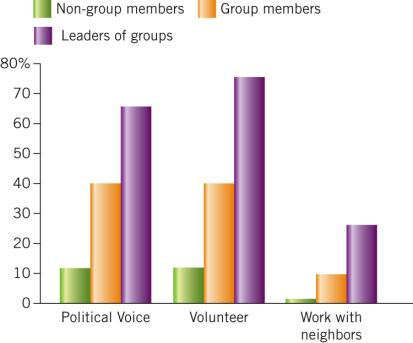 Non-group members Group members
Leaders of groups
80%
70
60
50
40
30
20
10
0
Political Voice Volunteer Work with
neighbors